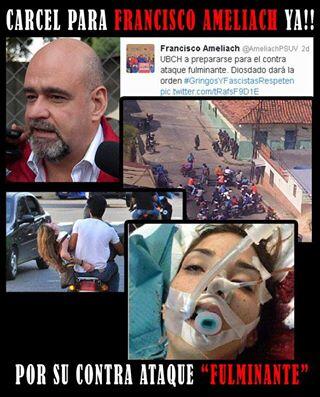 CARCEL PARA FRANCISCO AMELIACH YA!!
Francisco Ameliach @AmeliachPSUV 2d
UBCH a prepararse para el contra
ataque fulminante. Diosdado dará la
orden #GringosYFascistasRespeten
pic.twitter.com/tRafsF9D1E
POR SU CONTRA ATAQUE "FULMINANTE"